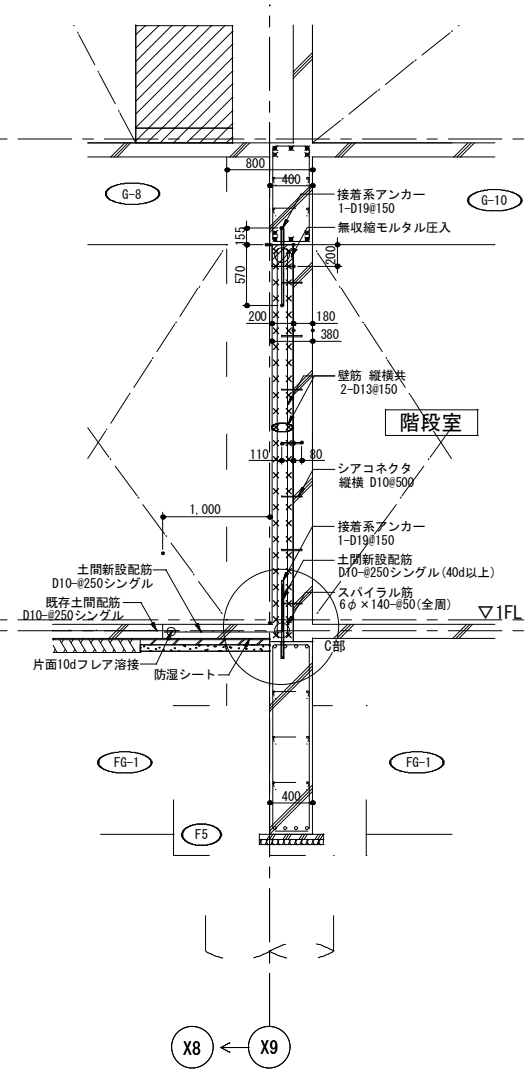 800
400
G-8
G-10
接着系アンカー
1-D19@150
無収縮モルタル圧入
155
200
570
200
180
380
壁筋 縦横共
2-D13@150
階段室
110
80
シアコネクタ
縦横 D10@500
1,000
接着系アンカー
1-D19@150
土間新設配筋
D10-@250シングル(40d以上)
土間新設配筋
D10-@250シングル
スパイラル筋
6φ×140-@50(全周)
既存土間配筋
D10-@250シングル
▽1FL
C部
片面10dフレア溶接
防湿シート
FG-1
FG-1
400
F5
X8
X9